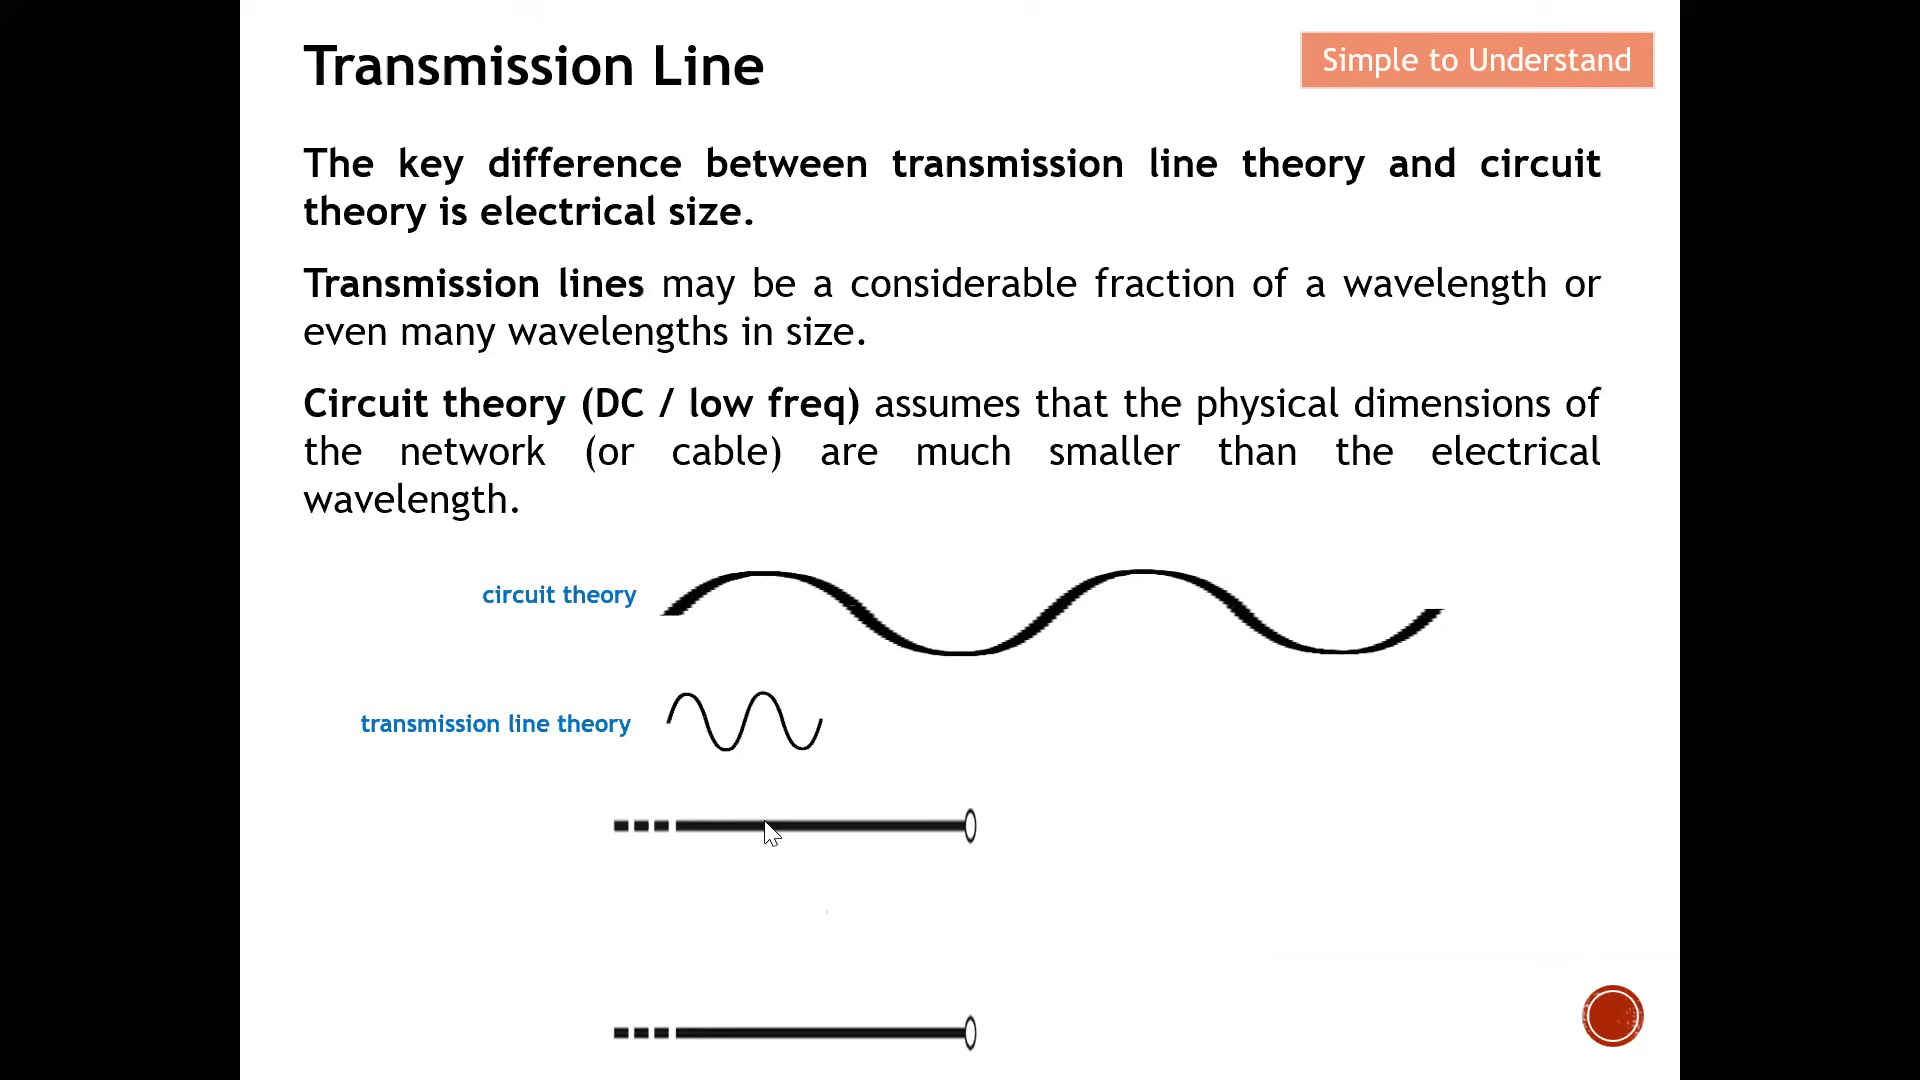 Transmission Line
Simple to Understand
The key difference between transmission line theory and circuit
theory is electrical size.
Transmission lines may be a considerable fraction of a wavelength or
even many wavelengths in size.
Circuit theory (DC / low freq) assumes that the physical dimensions of
the network (or cable) are much smaller than the electrical
wavelength.
circuit theory
transmission line theory